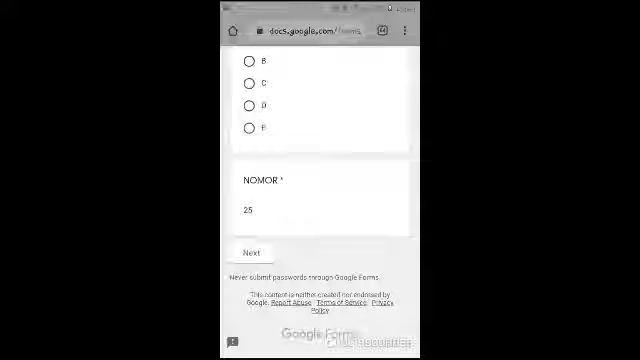 docs.google.com/forms
B
C
D
E
NOMOR *
25
Next
Never submit passwords through Google Forms.
This content is neither created nor endorsed by
Google. Report Abuse Terms of Service Privacy
Policy
Google Forms